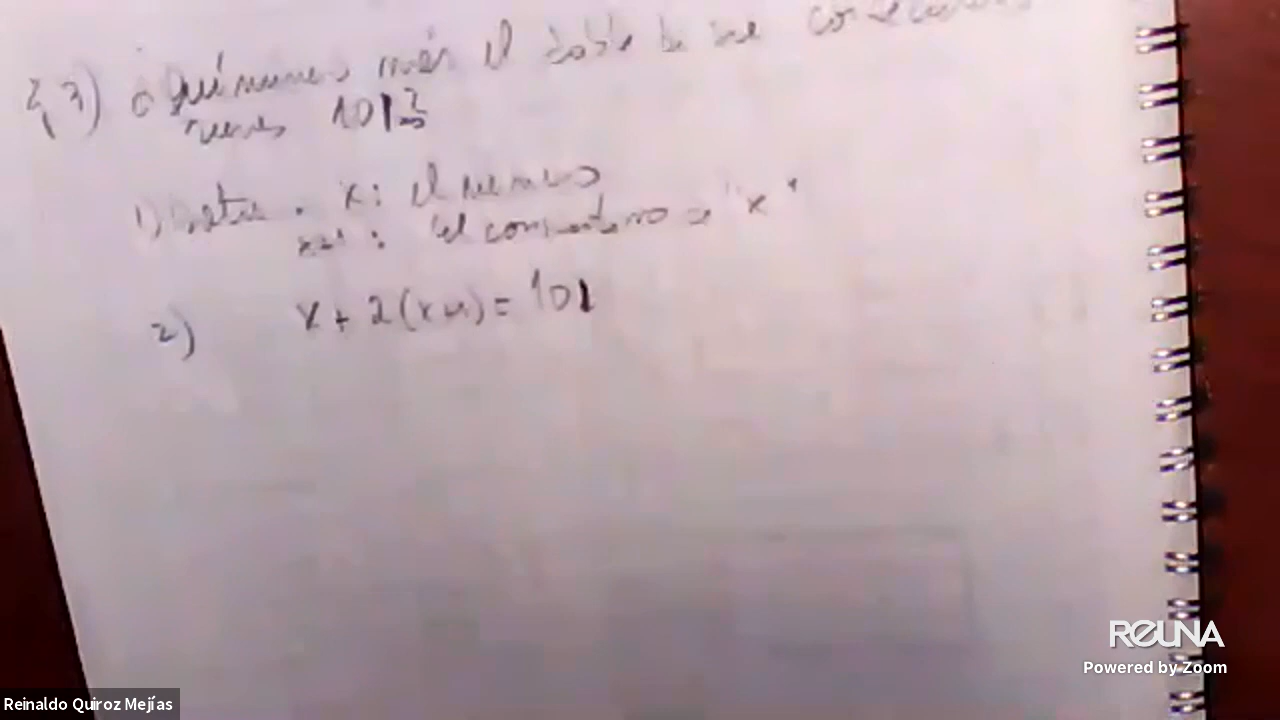 ¿Qué número más el doble de su consecutivo
suma 101?
x: el número
x+1: el consecutivo de "x"
2) x + 2(x+1) = 101
REUNA
Powered by Zoom
Reinaldo Quiroz Mejías